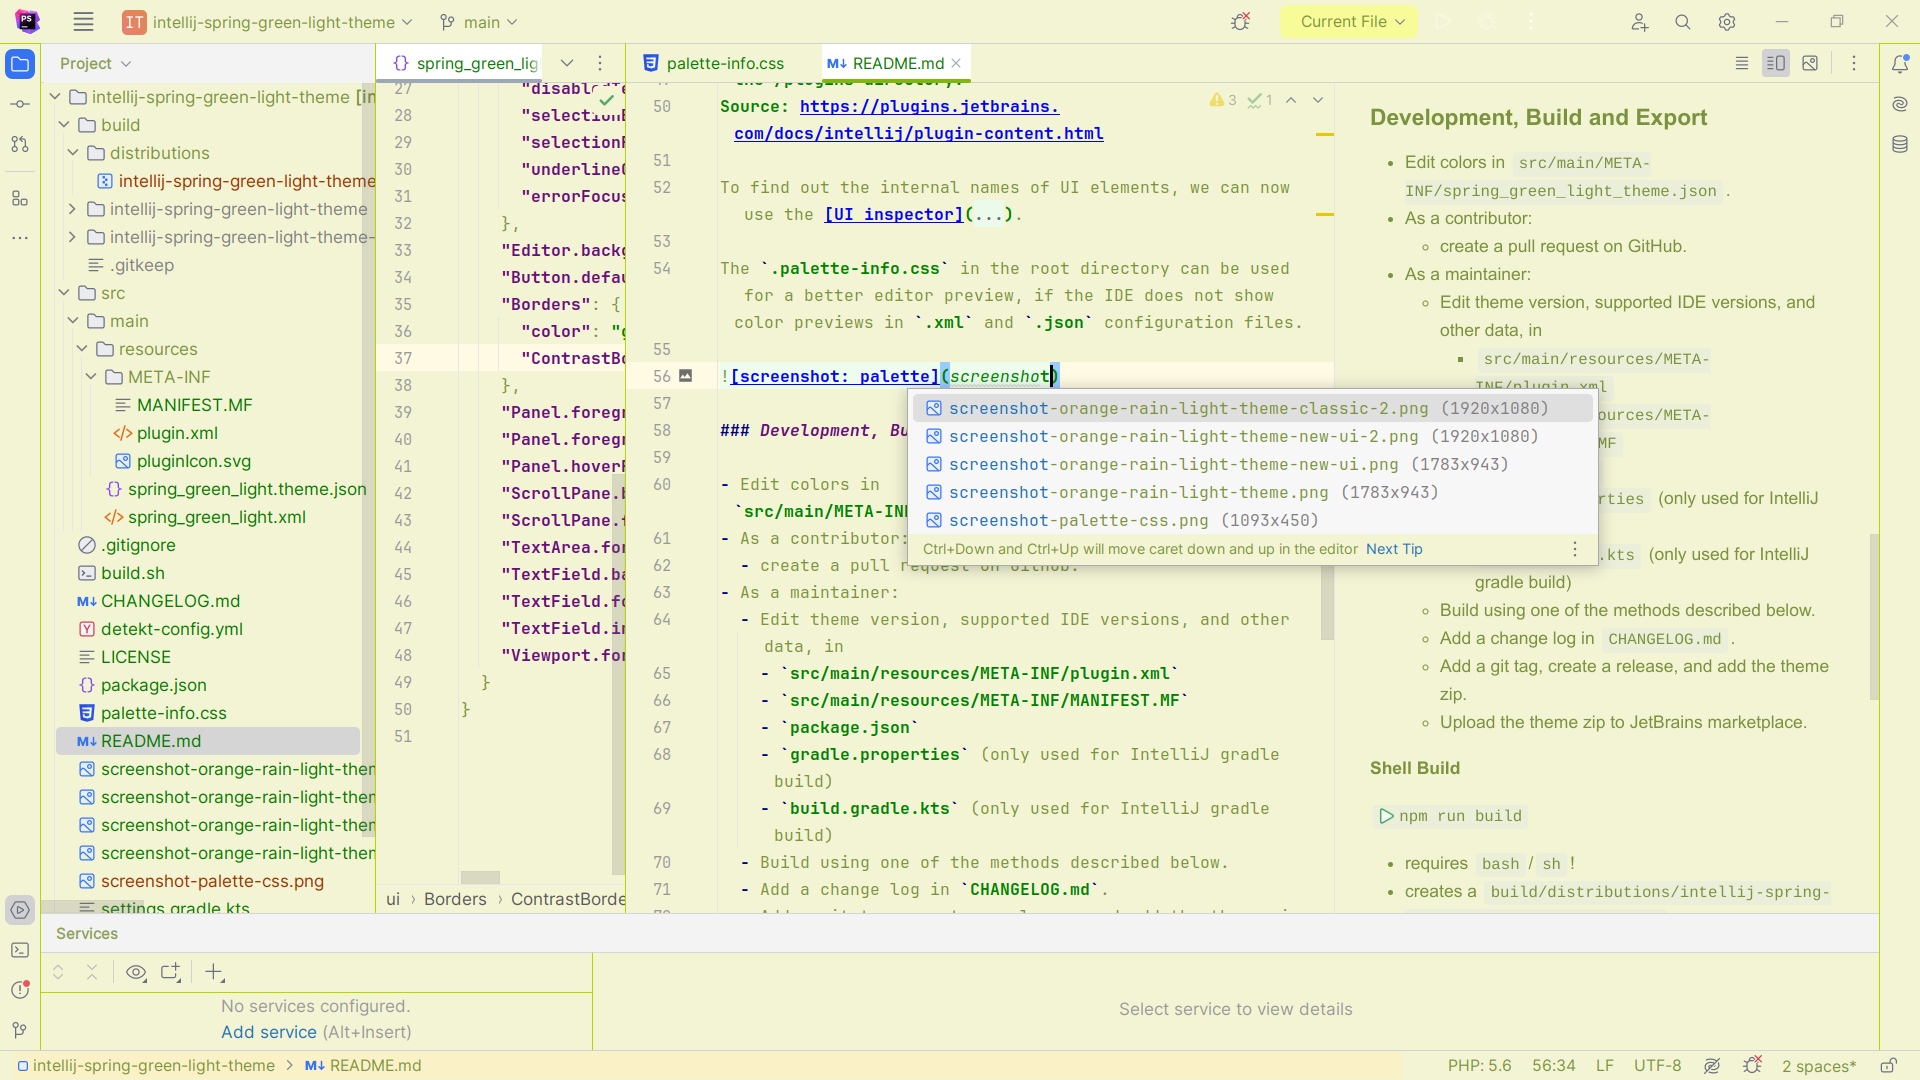 IT intellij-spring-green-light-theme main Current File
Project
intellij-spring-green-light-theme [in
build
distributions
intellij-spring-green-light-theme
intellij-spring-green-light-theme
intellij-spring-green-light-theme-
.gitkeep
src
main
resources
META-INF
MANIFEST.MF
plugin.xml
pluginIcon.svg
spring_green_light.theme.json
spring_green_light.xml
.gitignore
build.sh
CHANGELOG.md
detekt-config.yml
LICENSE
package.json
palette-info.css
README.md
screenshot-orange-rain-light-them
screenshot-orange-rain-light-them
screenshot-orange-rain-light-them
screenshot-orange-rain-light-them
screenshot-palette-css.png
settings.gradle.kts
spring_green_lig
27
28 "selection
29 "selection
30 "underline
31 "errorFocus
32 },
33 "Editor.backg
34 "Button.defau
35 "Borders": {
36 "color": "g
37 "ContrastBo
38 },
39 "Panel.foregr
40 "Panel.foregr
41 "Panel.hover
42 "ScrollPane.b
43 "ScrollPane.f
44 "TextArea.for
45 "TextField.ba
46 "TextField.fo
47 "TextField.in
48 "Viewport.for
49 }
50 }
51
ui › Borders › ContrastBorde
palette-info.css README.md
3 1
50 Source: https://plugins.jetbrains.
com/docs/intellij/plugin-content.html
51
52 To find out the internal names of UI elements, we can now
use the [UI inspector](...).
53
54 The `.palette-info.css` in the root directory can be used
for a better editor preview, if the IDE does not show
color previews in `.xml` and `.json` configuration files.
55
56 ![screenshot: palette](screenshot)
57
58 ### Development, Bu
59
60 - Edit colors in
`src/main/META-IN
61 - As a contributor:
62 - create a pull request on GitHub.
63 - As a maintainer:
64 - Edit theme version, supported IDE versions, and other
data, in
65 - `src/main/resources/META-INF/plugin.xml`
66 - `src/main/resources/META-INF/MANIFEST.MF`
67 - `package.json`
68 - `gradle.properties` (only used for IntelliJ gradle
build)
69 - `build.gradle.kts` (only used for IntelliJ gradle
build)
70 - Build using one of the methods described below.
71 - Add a change log in `CHANGELOG.md`.
screenshot-orange-rain-light-theme-classic-2.png (1920x1080)
screenshot-orange-rain-light-theme-new-ui-2.png (1920x1080)
screenshot-orange-rain-light-theme-new-ui.png (1783x943)
screenshot-orange-rain-light-theme.png (1783x943)
screenshot-palette-css.png (1093x450)
Ctrl+Down and Ctrl+Up will move caret down and up in the editor Next Tip
Development, Build and Export
• Edit colors in src/main/META-
INF/spring_green_light_theme.json .
• As a contributor:
◦ create a pull request on GitHub.
• As a maintainer:
◦ Edit theme version, supported IDE versions, and
other data, in
▪ src/main/resources/META-
INF/plugin.xml
ources/META-
MF
rties (only used for IntelliJ
.kts (only used for IntelliJ
gradle build)
◦ Build using one of the methods described below.
◦ Add a change log in CHANGELOG.md .
◦ Add a git tag, create a release, and add the theme
zip.
◦ Upload the theme zip to JetBrains marketplace.
Shell Build
npm run build
• requires bash / sh !
• creates a build/distributions/intellij-spring-
Services
No services configured.
Add service (Alt+Insert)
Select service to view details
intellij-spring-green-light-theme › README.md
PHP: 5.6 56:34 LF UTF-8 2 spaces*